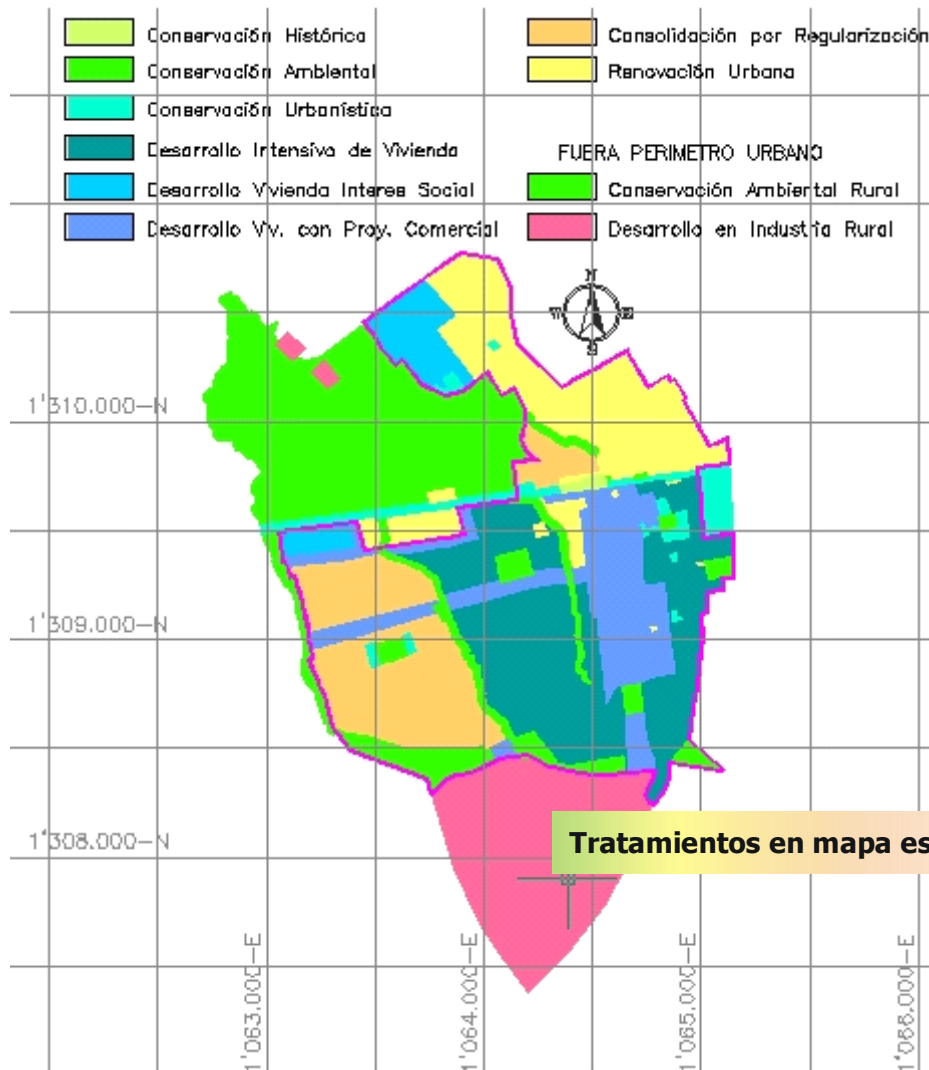 Conservación Histórica
Conservación Ambiental
Conservación Urbanística
Desarrollo Intensivo de Vivienda
Desarrollo Vivienda Interes Social
Desarrollo Viv. con Proy. Comercial
Consolidación por Regularización
Renovación Urbana
FUERA PERIMETRO URBANO
Conservación Ambiental Rural
Desarrollo en Industria Rural
N
W E
S
1'310.000-N
1'309.000-N
1'308.000-N
Tratamientos en mapa es
1'063.000-E
1'064.000-E
1'065.000-E
1'066.000-E